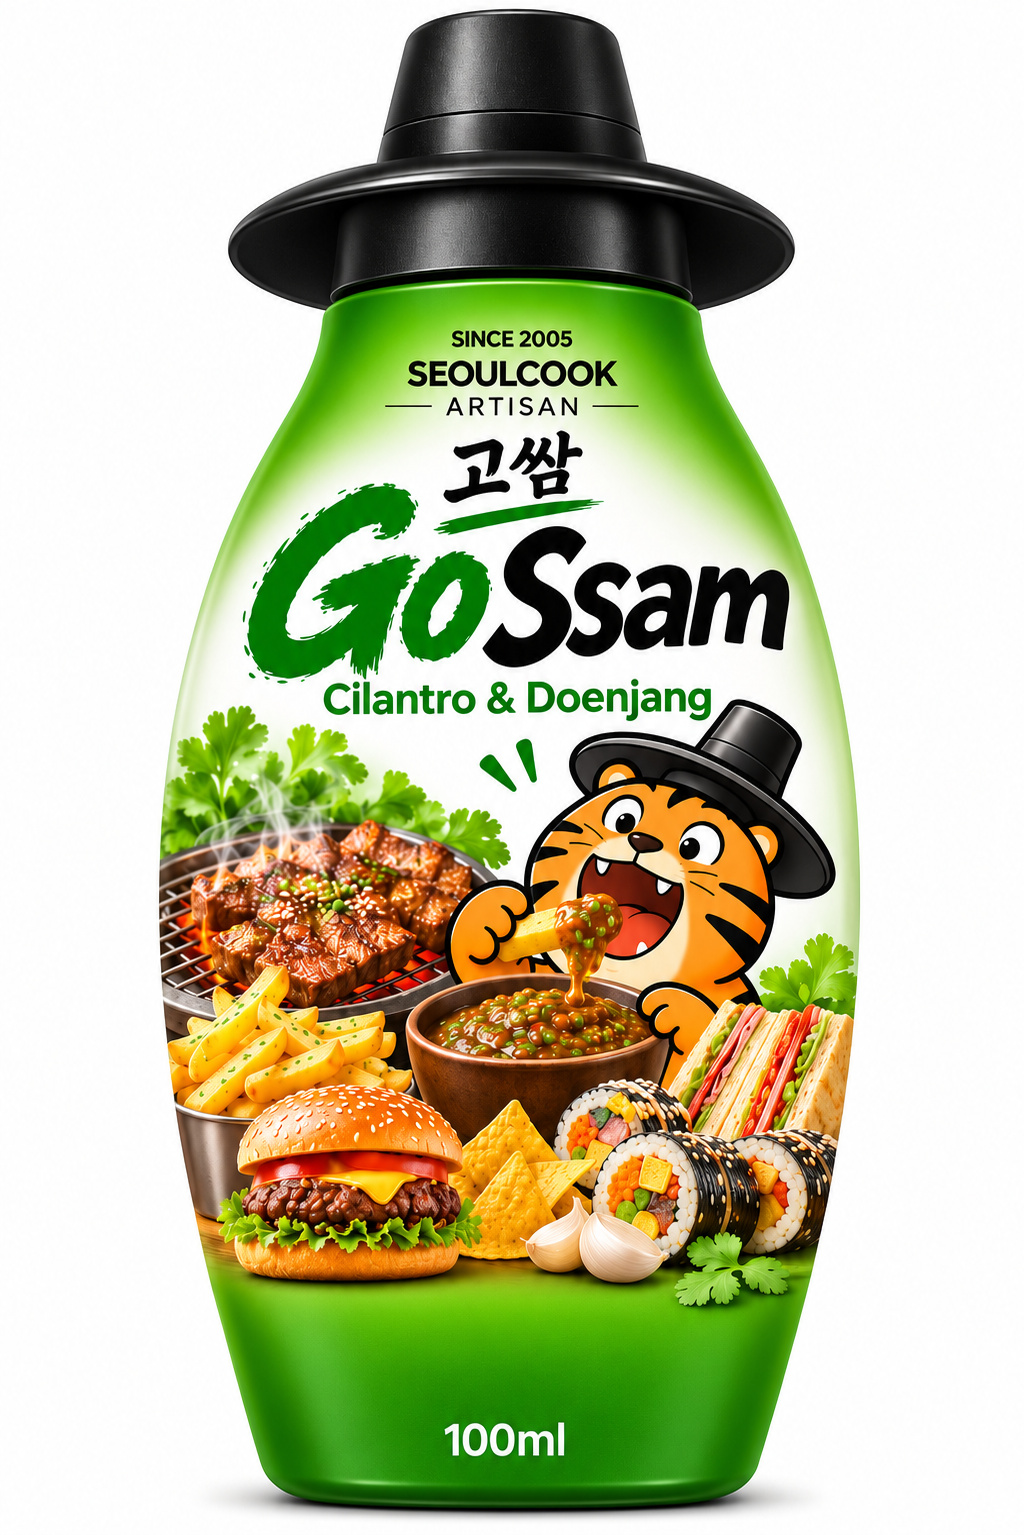 SINCE 2005
SEOULCOOK
ARTISAN
고쌈
GoSsam
Cilantro & Doenjang
100ml